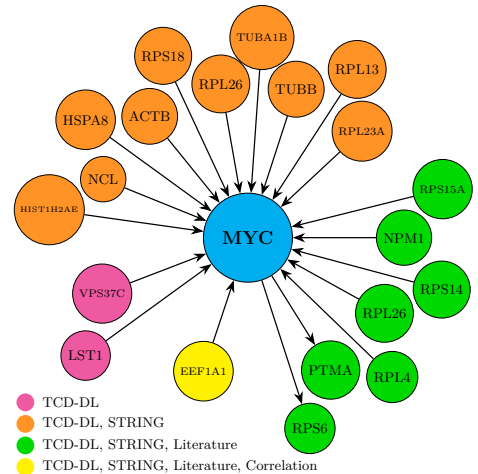 TUBA1B
RPS18
RPL13
RPL26
TUBB
HSPA8
ACTB
RPL23A
NCL
RPS15A
HIST1H2AE
MYC
NPM1
VPS37C
RPS14
RPL26
LST1
EEF1A1
PTMA
RPL4
RPS6
TCD-DL
TCD-DL, STRING
TCD-DL, STRING, Literature
TCD-DL, STRING, Literature, Correlation